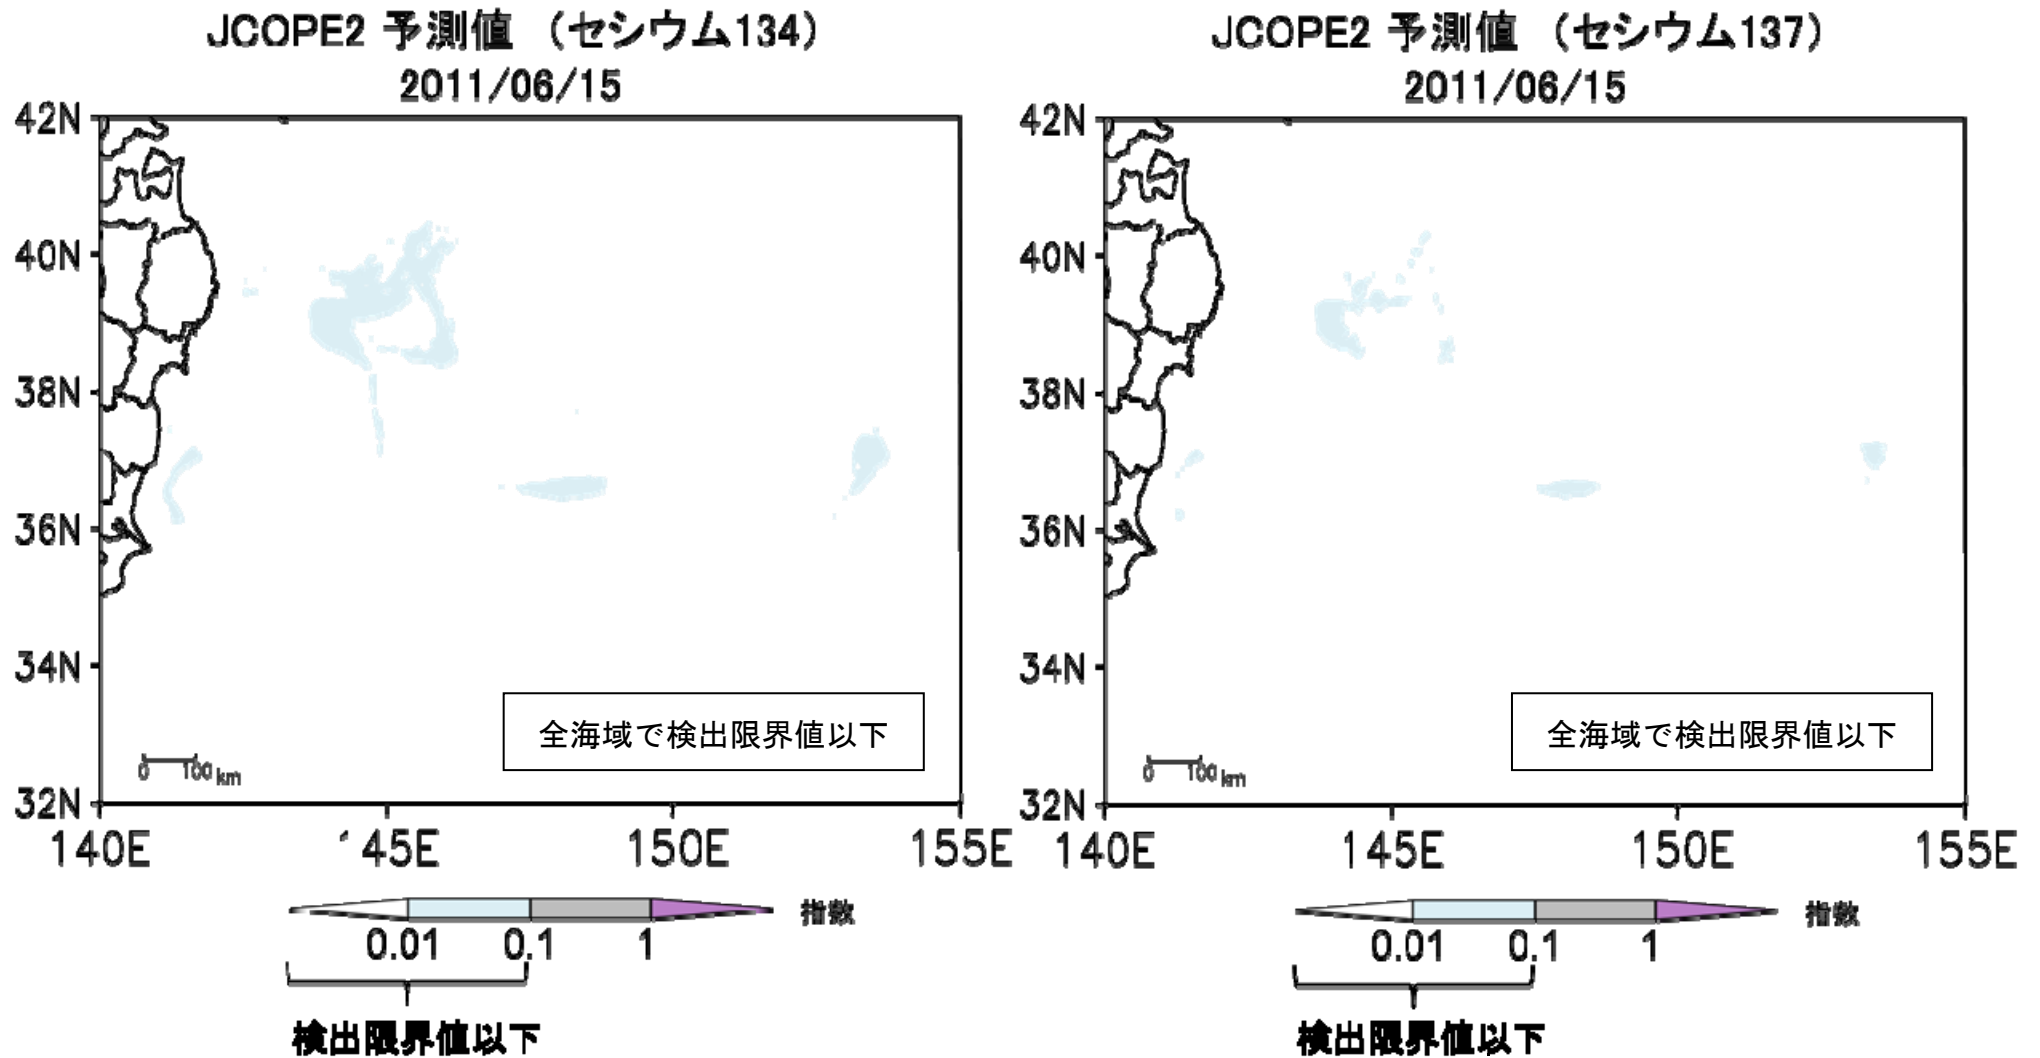 JCOPE2 予測値 (セシウム134)
2011/06/15
42N
40N
38N
36N
34N
32N
140E
45E
150E
155E
0 100 km
全海域で検出限界値以下
0.01 0.1 1 指数
検出限界値以下
JCOPE2 予測値 (セシウム137)
2011/06/15
42N
40N
38N
36N
34N
32N
140E
145E
150E
155E
0 100 km
全海域で検出限界値以下
0.01 0.1 1 指数
検出限界値以下